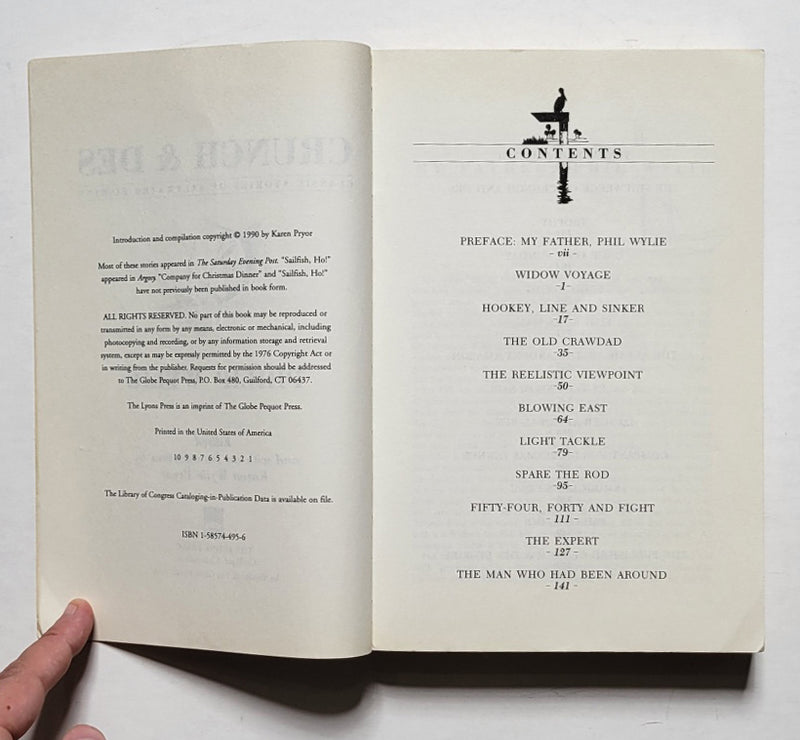 Introduction and compilation copyright © 1990 by Karen Pryor
Most of these stories appeared in The Saturday Evening Post. "Sailfish, Ho!"
appeared in Argosy. "Company for Christmas Dinner" and "Sailfish, Ho!"
have not previously been published in book form.
ALL RIGHTS RESERVED. No part of this book may be reproduced or
transmitted in any form by any means, electronic or mechanical, including
photocopying and recording, or by any information storage and retrieval
system, except as may be expressly permitted by the 1976 Copyright Act or
in writing from the publisher. Requests for permission should be addressed
to The Globe Pequot Press, P.O. Box 480, Guilford, CT 06437.
The Lyons Press is an imprint of The Globe Pequot Press.
Printed in the United States of America
10 9 8 7 6 5 4 3 2 1
The Library of Congress Cataloging-in-Publication Data is available on file.
ISBN 1-58574-495-6
CONTENTS
PREFACE: MY FATHER, PHIL WYLIE
- vii -
WIDOW VOYAGE
-1-
HOOKEY, LINE AND SINKER
-17-
THE OLD CRAWDAD
-35-
THE REELISTIC VIEWPOINT
-50-
BLOWING EAST
-64-
LIGHT TACKLE
-79-
SPARE THE ROD
-95-
FIFTY-FOUR, FORTY AND FIGHT
- 111 -
THE EXPERT
- 127 -
THE MAN WHO HAD BEEN AROUND
- 141 -